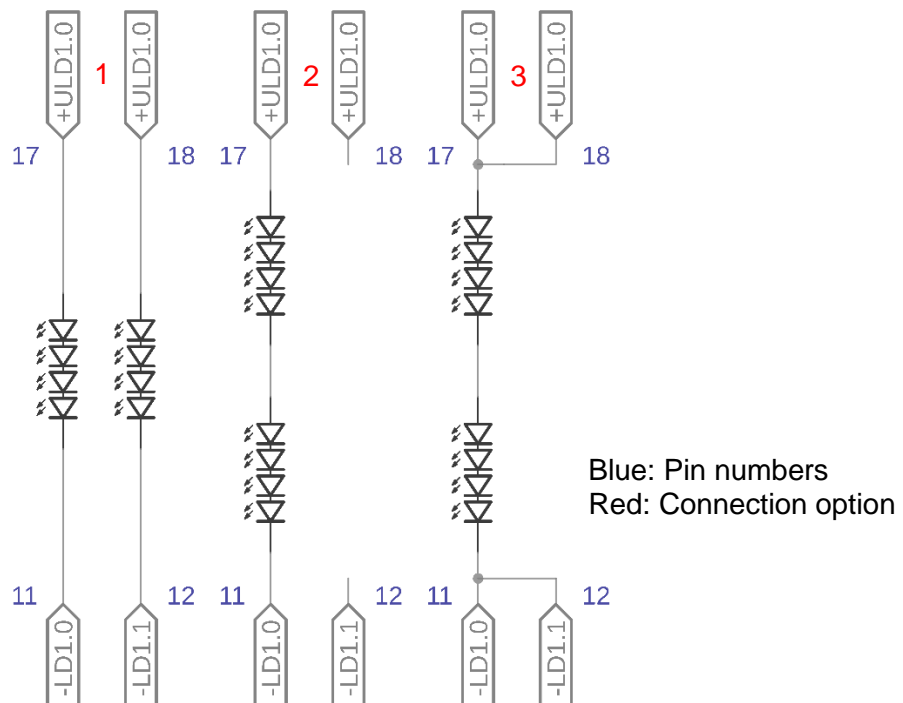 +ULD1.0 1 +ULD1.0 +ULD1.0 2 +ULD1.0 +ULD1.0 3 +ULD1.0
17 18 17 18 17 18
Blue: Pin numbers
Red: Connection option
11 12 11 12 11 12
-LD1.0 -LD1.1 -LD1.0 -LD1.1 -LD1.0 -LD1.1